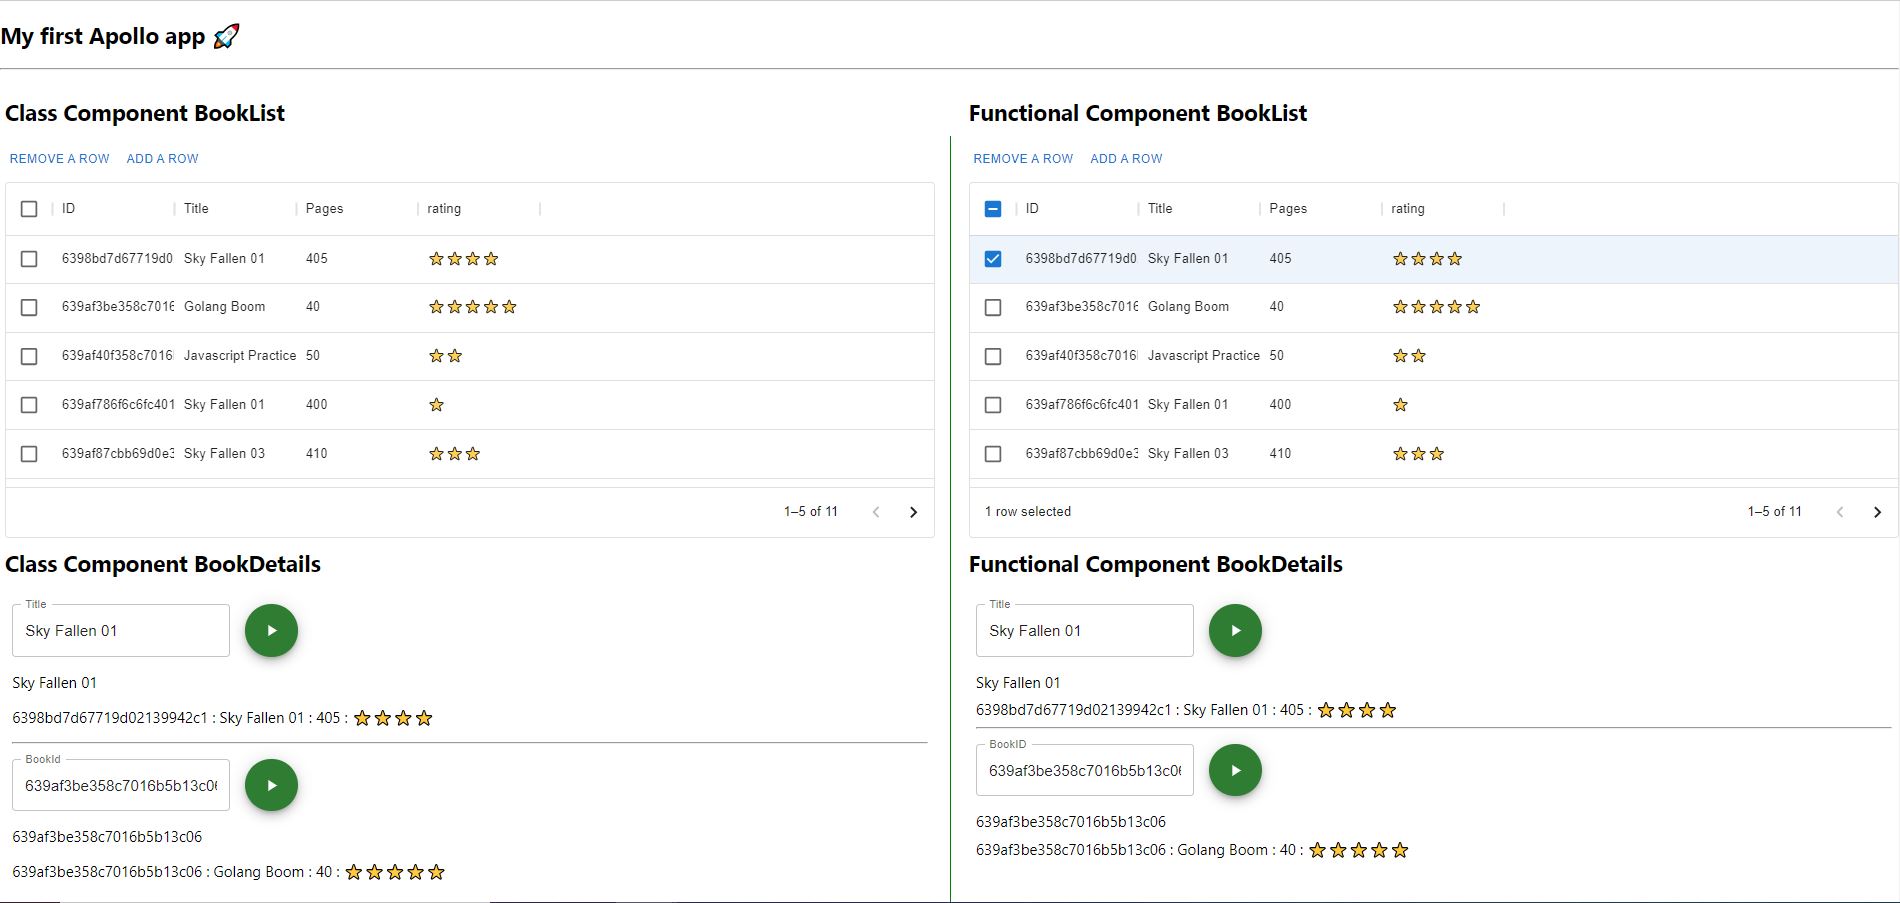 My first Apollo app 🚀
Class Component BookList
REMOVE A ROW ADD A ROW
ID Title Pages rating
6398bd7d67719d0 Sky Fallen 01 405 ⭐⭐⭐⭐
639af3be358c7016 Golang Boom 40 ⭐⭐⭐⭐⭐
639af40f358c7016 Javascript Practice 50 ⭐⭐
639af786f6c6fc401 Sky Fallen 01 400 ⭐
639af87cbb69d0e3 Sky Fallen 03 410 ⭐⭐⭐
1–5 of 11
Class Component BookDetails
Title
Sky Fallen 01
Sky Fallen 01
6398bd7d67719d02139942c1 : Sky Fallen 01 : 405 : ⭐⭐⭐⭐
BookId
639af3be358c7016b5b13c06
639af3be358c7016b5b13c06
639af3be358c7016b5b13c06 : Golang Boom : 40 : ⭐⭐⭐⭐⭐
Functional Component BookList
REMOVE A ROW ADD A ROW
ID Title Pages rating
6398bd7d67719d0 Sky Fallen 01 405 ⭐⭐⭐⭐
639af3be358c7016 Golang Boom 40 ⭐⭐⭐⭐⭐
639af40f358c7016 Javascript Practice 50 ⭐⭐
639af786f6c6fc401 Sky Fallen 01 400 ⭐
639af87cbb69d0e3 Sky Fallen 03 410 ⭐⭐⭐
1 row selected 1–5 of 11
Functional Component BookDetails
Title
Sky Fallen 01
Sky Fallen 01
6398bd7d67719d02139942c1 : Sky Fallen 01 : 405 : ⭐⭐⭐⭐
BookID
639af3be358c7016b5b13c06
639af3be358c7016b5b13c06
639af3be358c7016b5b13c06 : Golang Boom : 40 : ⭐⭐⭐⭐⭐